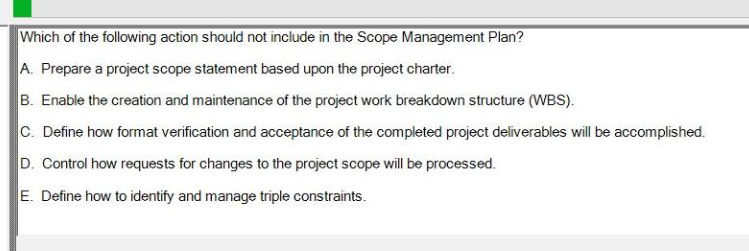 Which of the following action should not include in the Scope Management Plan?
A. Prepare a project scope statement based upon the project charter.
B. Enable the creation and maintenance of the project work breakdown structure (WBS).
C. Define how format verification and acceptance of the completed project deliverables will be accomplished.
D. Control how requests for changes to the project scope will be processed.
E. Define how to identify and manage triple constraints.